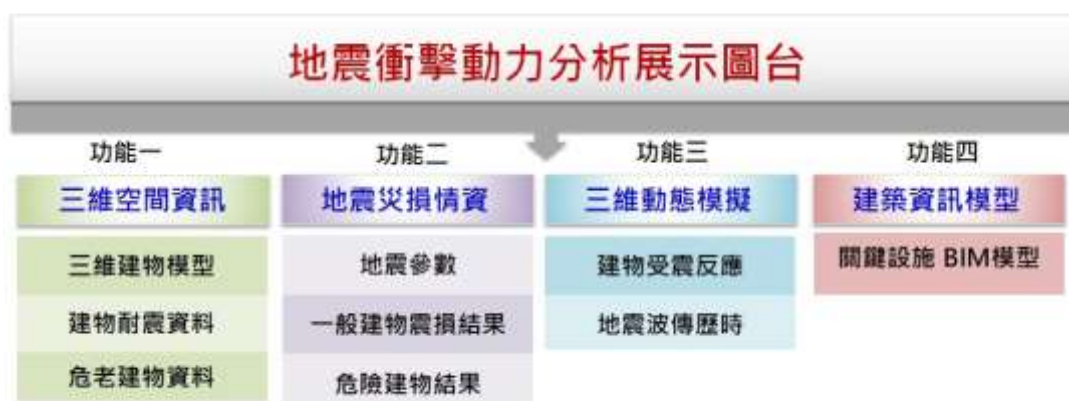 地震衝擊動力分析展示圖台
功能一
功能二
功能三
功能四
三維空間資訊
地震災損情資
三維動態模擬
建築資訊模型
三維建物模型
地震參數
建物受震反應
關鍵設施 BIM模型
建物耐震資料
一般建物震損結果
地震波傳歷時
危老建物資料
危險建物結果